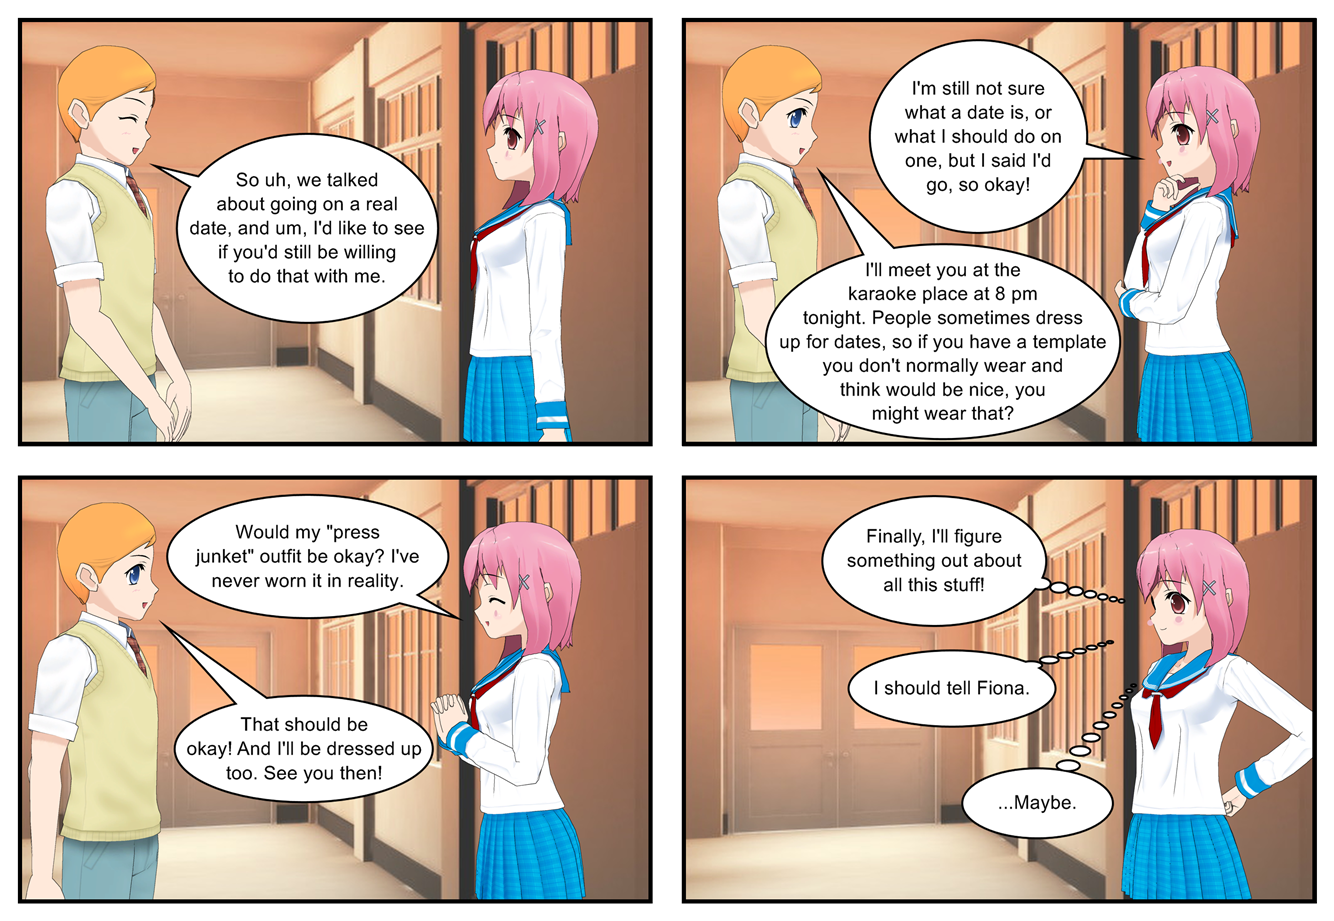 So uh, we talked
about going on a real
date, and um, I'd like to see
if you'd still be willing
to do that with me.
I'm still not sure
what a date is, or
what I should do on
one, but I said I'd
go, so okay!
I'll meet you at the
karaoke place at 8 pm
tonight. People sometimes dress
up for dates, so if you have a template
you don't normally wear and
think would be nice, you
might wear that?
Would my "press
junket" outfit be okay? I've
never worn it in reality.
That should be
okay! And I'll be dressed up
too. See you then!
Finally, I'll figure
something out about
all this stuff!
I should tell Fiona.
...Maybe.